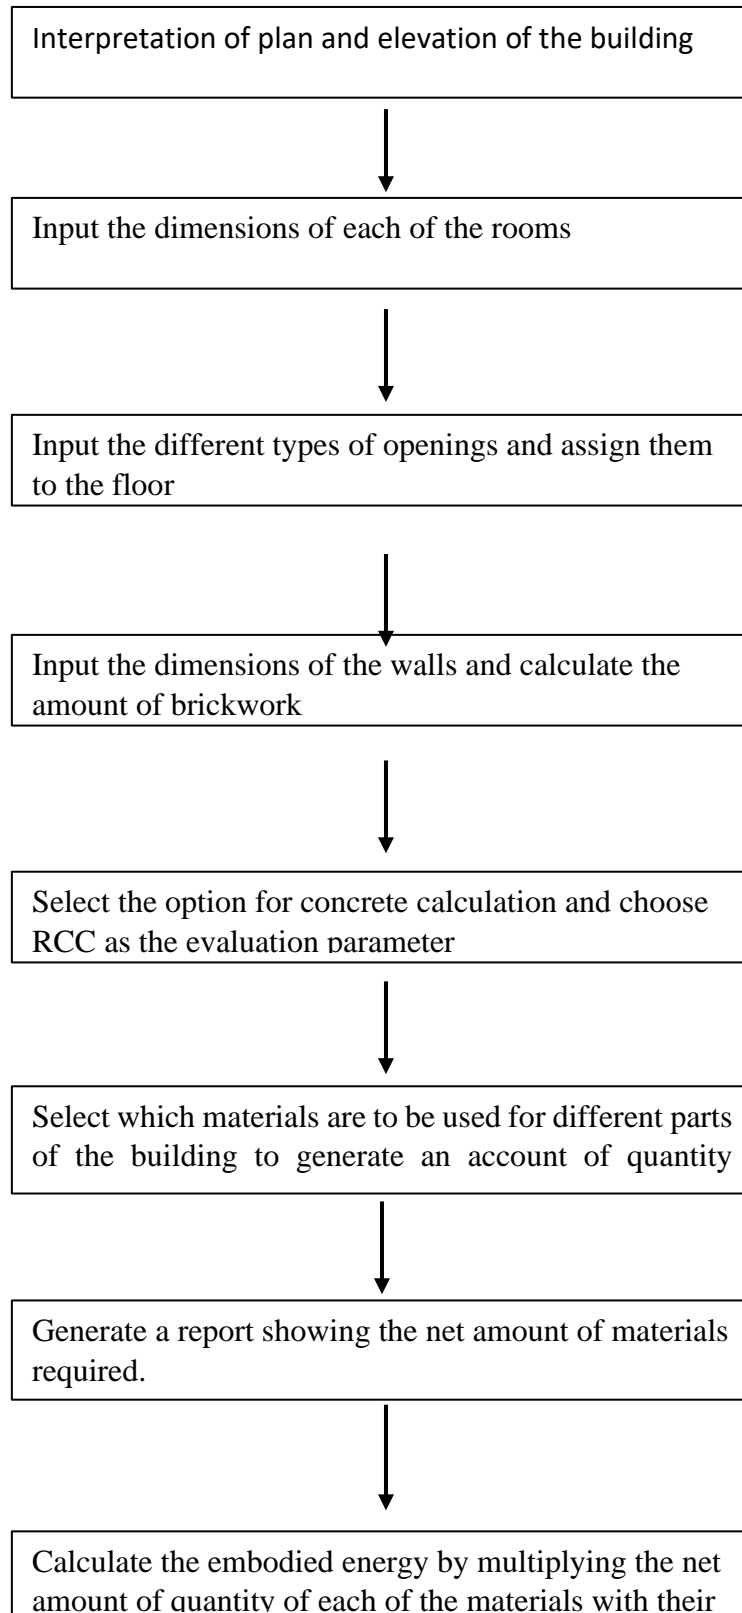 Interpretation of plan and elevation of the building
Input the dimensions of each of the rooms
Input the different types of openings and assign them
to the floor
Input the dimensions of the walls and calculate the
amount of brickwork
Select the option for concrete calculation and choose
RCC as the evaluation parameter
Select which materials are to be used for different parts
of the building to generate an account of quantity
Generate a report showing the net amount of materials
required.
Calculate the embodied energy by multiplying the net
amount of quantity of each of the materials with their